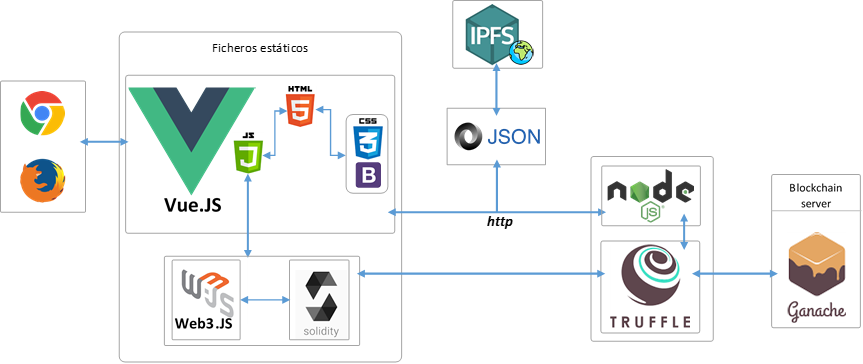 IPFS
Ficheros estáticos
HTML
5
CSS
3
JS
B
JSON
Vue.JS
http
node
JS
Blockchain
server
Web3.JS
solidity
TRUFFLE
Ganache